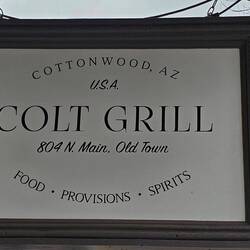 COTTONWOOD, AZ
U.S.A.
COLT GRILL
804 N. Main, Old Town
FOOD • PROVISIONS • SPIRITS